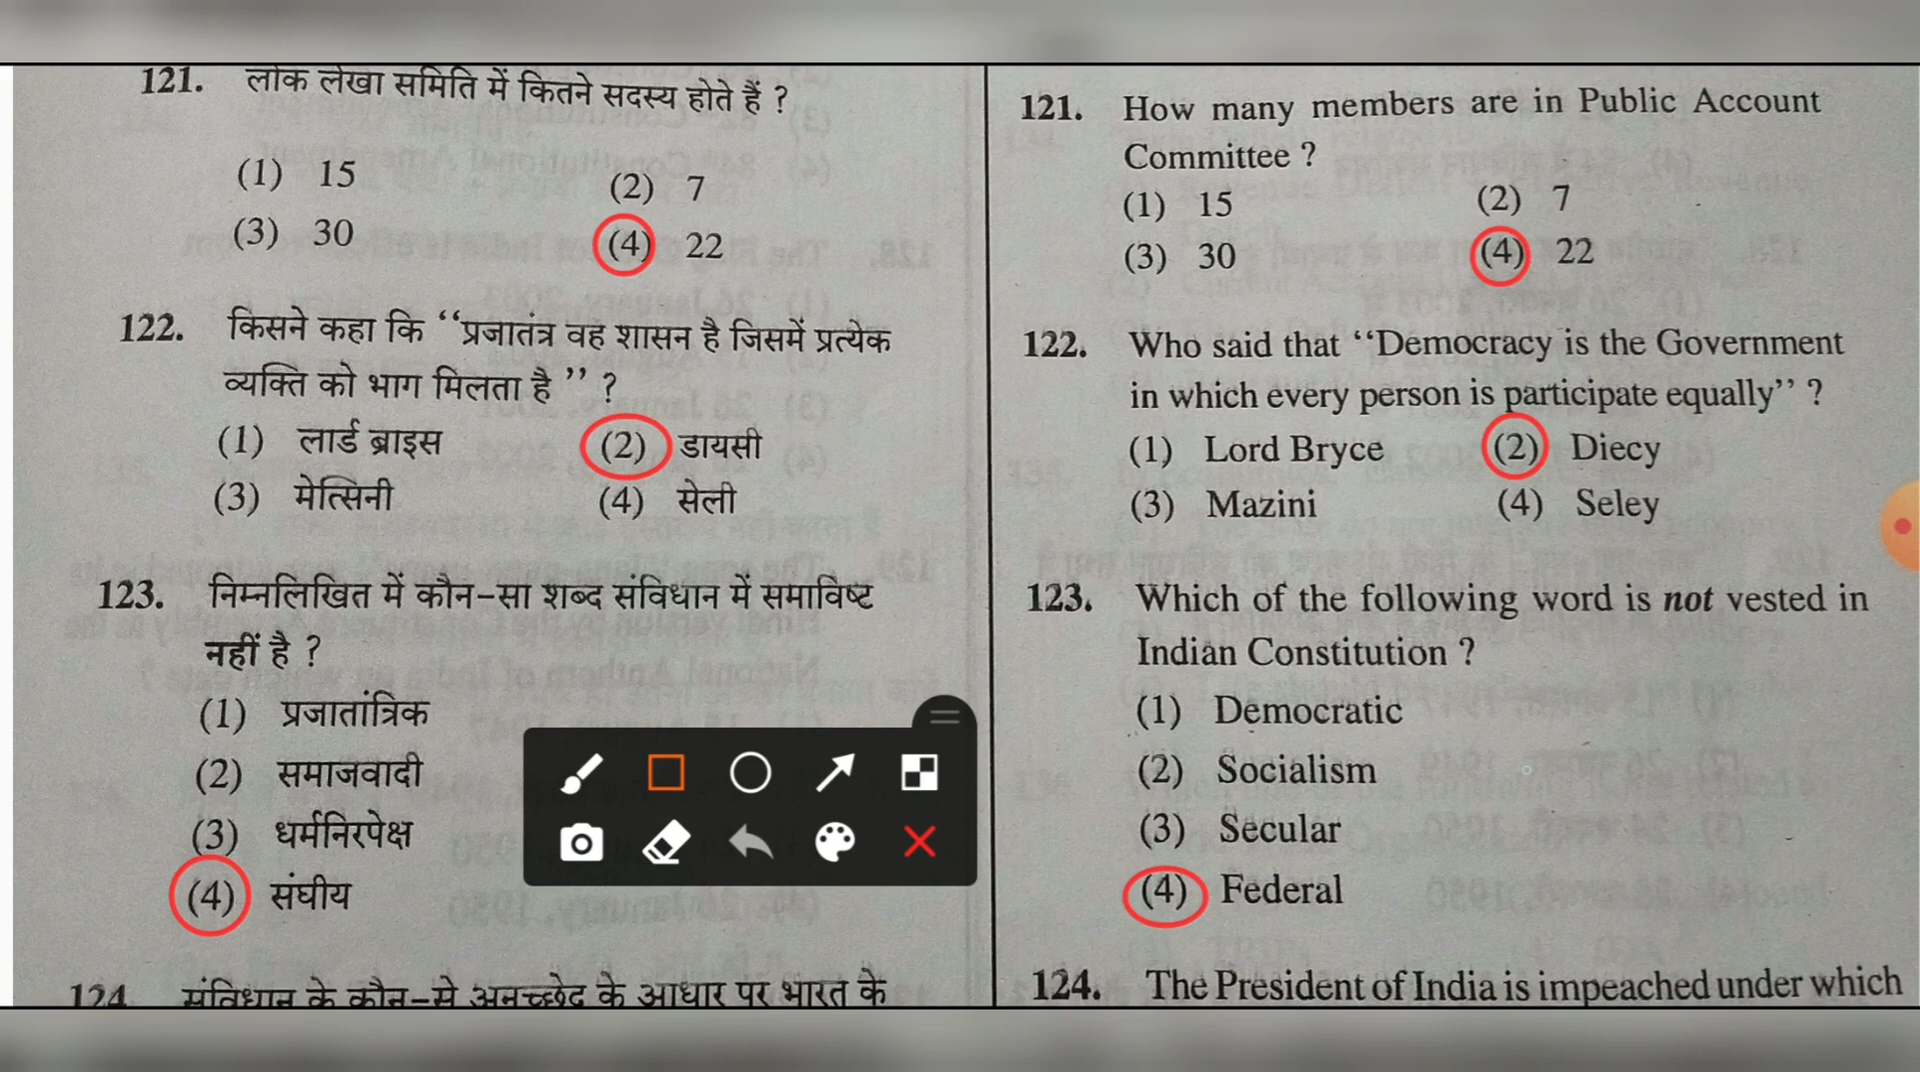 121. लोक लेखा समिति में कितने सदस्य होते हैं ?
(1) 15 (2) 7
(3) 30 (4) 22
122. किसने कहा कि ‘‘प्रजातंत्र वह शासन है जिसमें प्रत्येक
व्यक्ति को भाग मिलता है’’ ?
(1) लार्ड ब्राइस (2) डायसी
(3) मेत्सिनी (4) सेली
123. निम्नलिखित में कौन-सा शब्द संविधान में समाविष्ट
नहीं है ?
(1) प्रजातांत्रिक
(2) समाजवादी
(3) धर्मनिरपेक्ष
(4) संघीय
124. संविधान के कौन-से अनुच्छेद के आधार पर भारत के
121. How many members are in Public Account
Committee ?
(1) 15 (2) 7
(3) 30 (4) 22
122. Who said that ‘‘Democracy is the Government
in which every person is participate equally’’ ?
(1) Lord Bryce (2) Diecy
(3) Mazini (4) Seley
123. Which of the following word is not vested in
Indian Constitution ?
(1) Democratic
(2) Socialism
(3) Secular
(4) Federal
124. The President of India is impeached under which